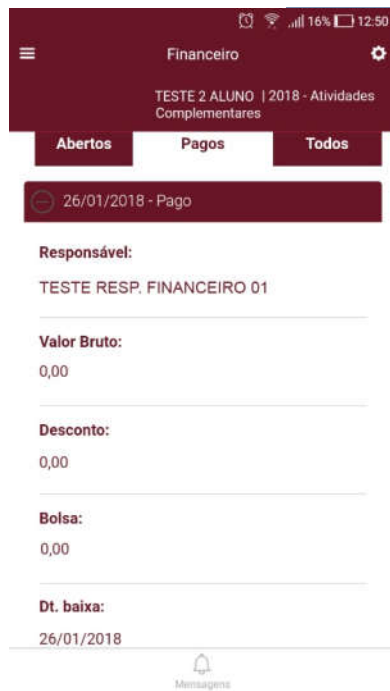 16% 12:50
Financeiro
TESTE 2 ALUNO | 2018 - Atividades
Complementares
Abertos Pagos Todos
26/01/2018 - Pago
Responsável:
TESTE RESP. FINANCEIRO 01
Valor Bruto:
0,00
Desconto:
0,00
Bolsa:
0,00
Dt. baixa:
26/01/2018
Mensagens